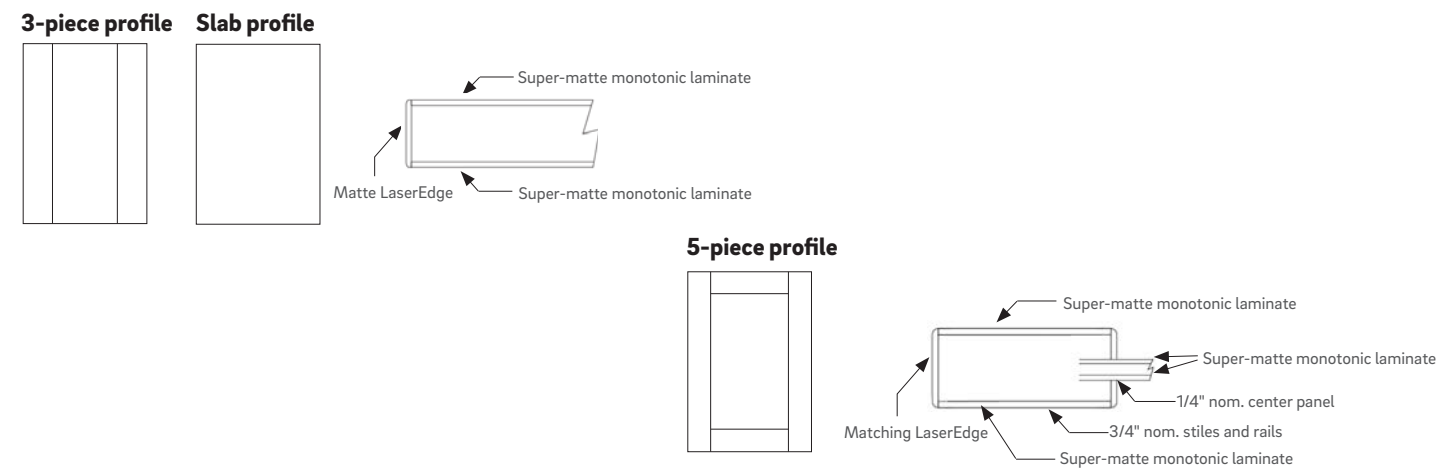 3-piece profile
Slab profile
Super-matte monotonic laminate
Matte LaserEdge
Super-matte monotonic laminate
5-piece profile
Super-matte monotonic laminate
Super-matte monotonic laminate
1/4" nom. center panel
Matching LaserEdge
3/4" nom. stiles and rails
Super-matte monotonic laminate